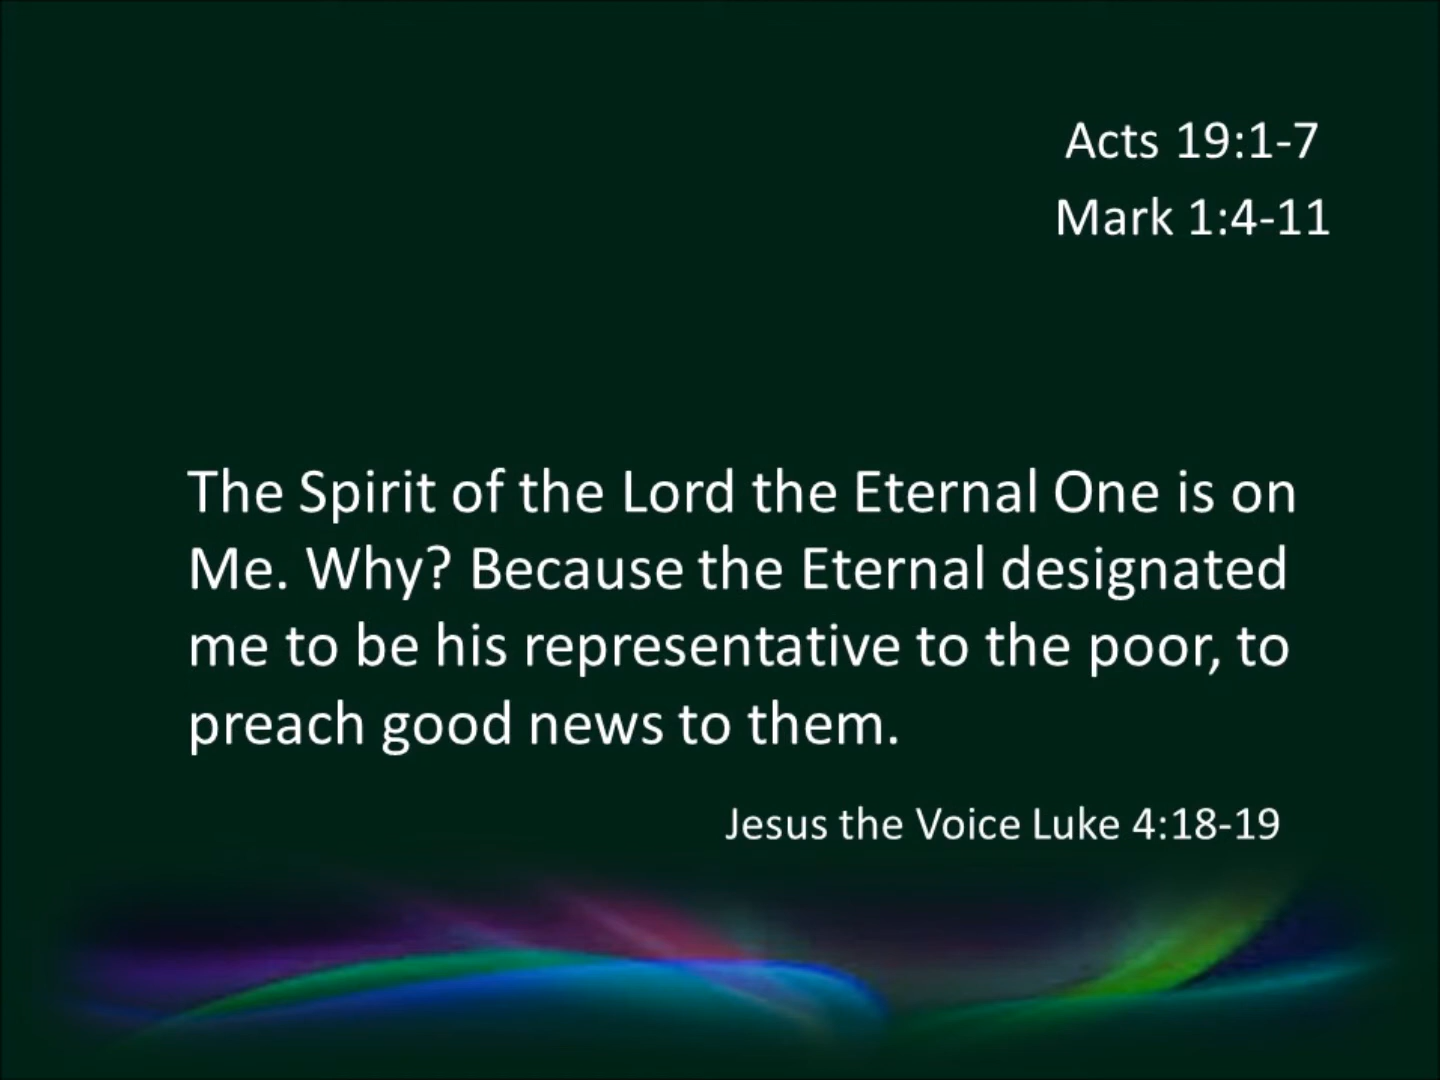 Acts 19:1-7
Mark 1:4-11
The Spirit of the Lord the Eternal One is on
Me. Why? Because the Eternal designated
me to be his representative to the poor, to
preach good news to them.
Jesus the Voice Luke 4:18-19